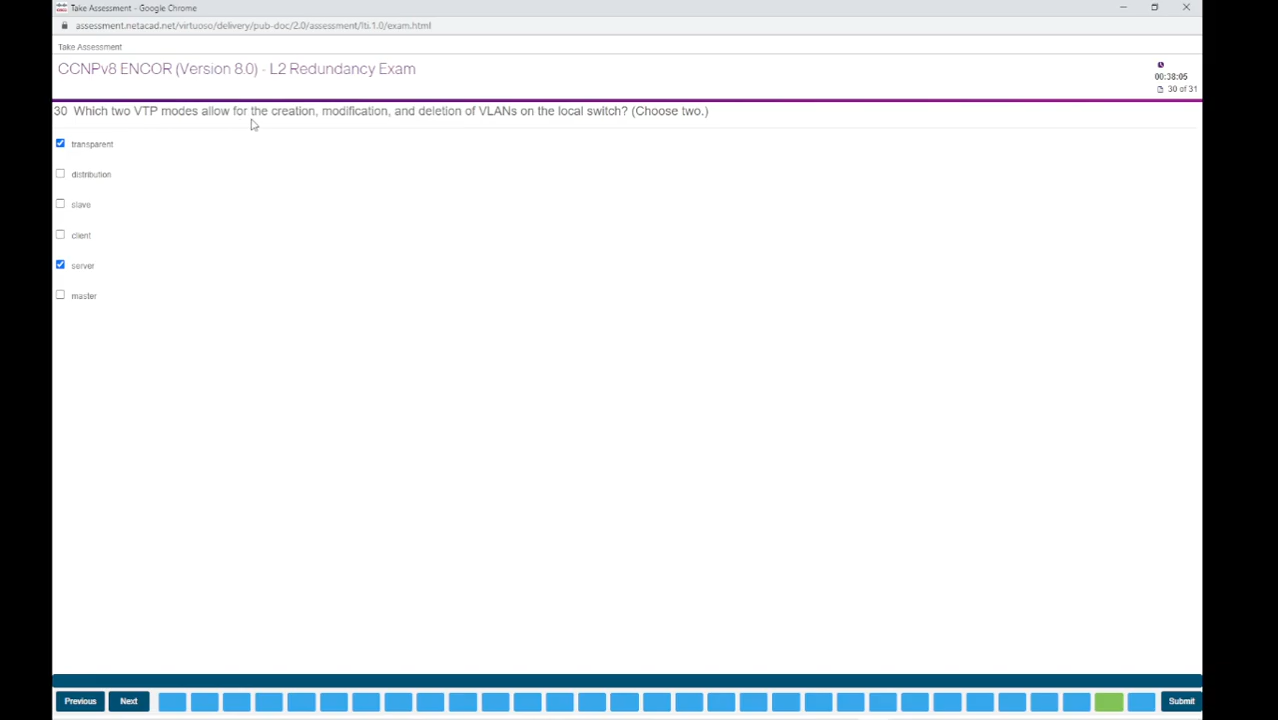 Take Assessment - Google Chrome
assessment.netacad.net/virtuoso/delivery/pub-doc/2.0/assessment/lti.1.0/exam.html
Take Assessment
CCNPv8 ENCOR (Version 8.0) - L2 Redundancy Exam
00:38:05
30 of 31
30 Which two VTP modes allow for the creation, modification, and deletion of VLANs on the local switch? (Choose two.)
transparent
distribution
slave
client
server
master
Previous Next Submit